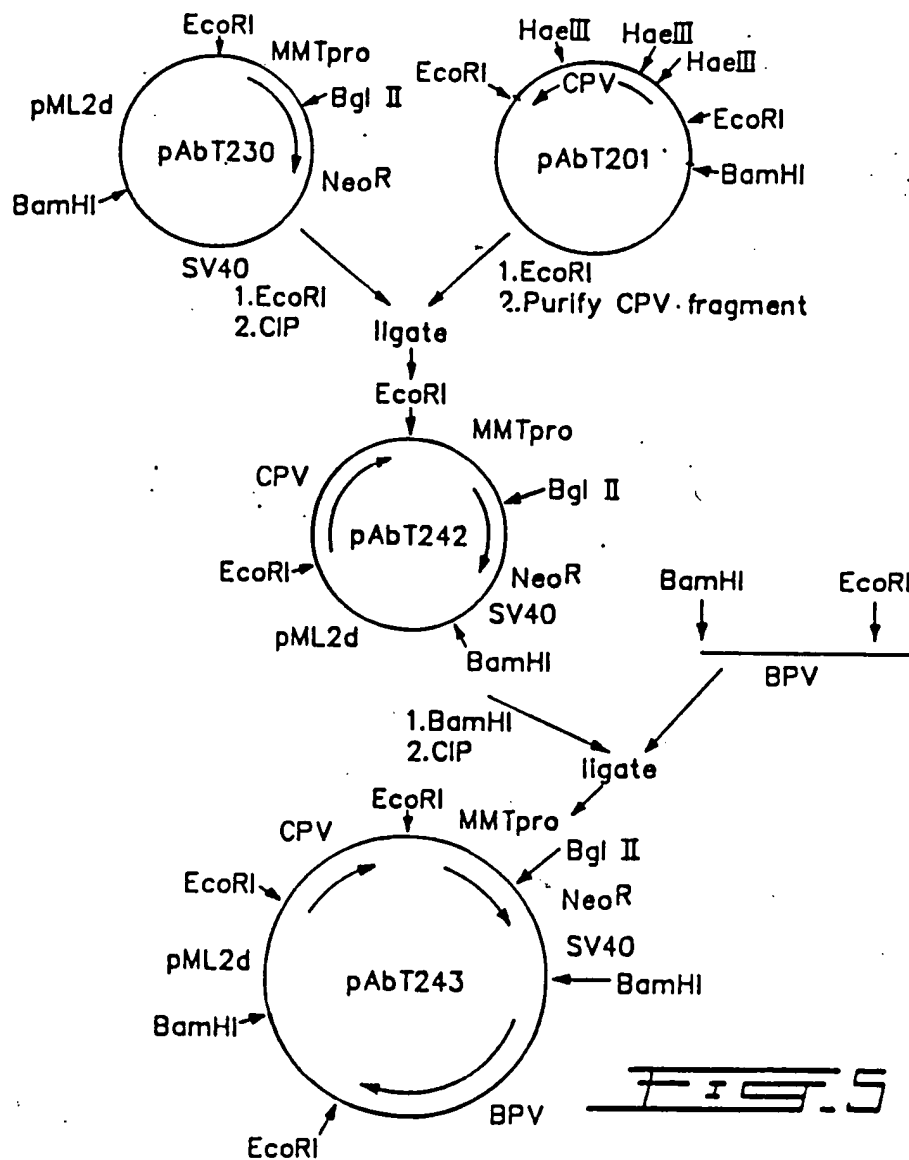 EcoRI
MMTpro
Bgl II
pML2d
pAbT230
NeoR
BamHI
SV40
1.EcoRI
2.CIP
HaeIII
HaeIII
HaeIII
EcoRI
CPV
EcoRI
pAbT201
BamHI
1.EcoRI
2.Purify CPV fragment
ligate
EcoRI
MMTpro
CPV
Bgl II
pAbT242
EcoRI
NeoR
SV40
pML2d
BamHI
BamHI
EcoRI
BPV
1.BamHI
2.CIP
ligate
EcoRI
MMTpro
CPV
Bgl II
EcoRI
NeoR
SV40
pML2d
pAbT243
BamHI
BamHI
BPV
EcoRI
FIG.5